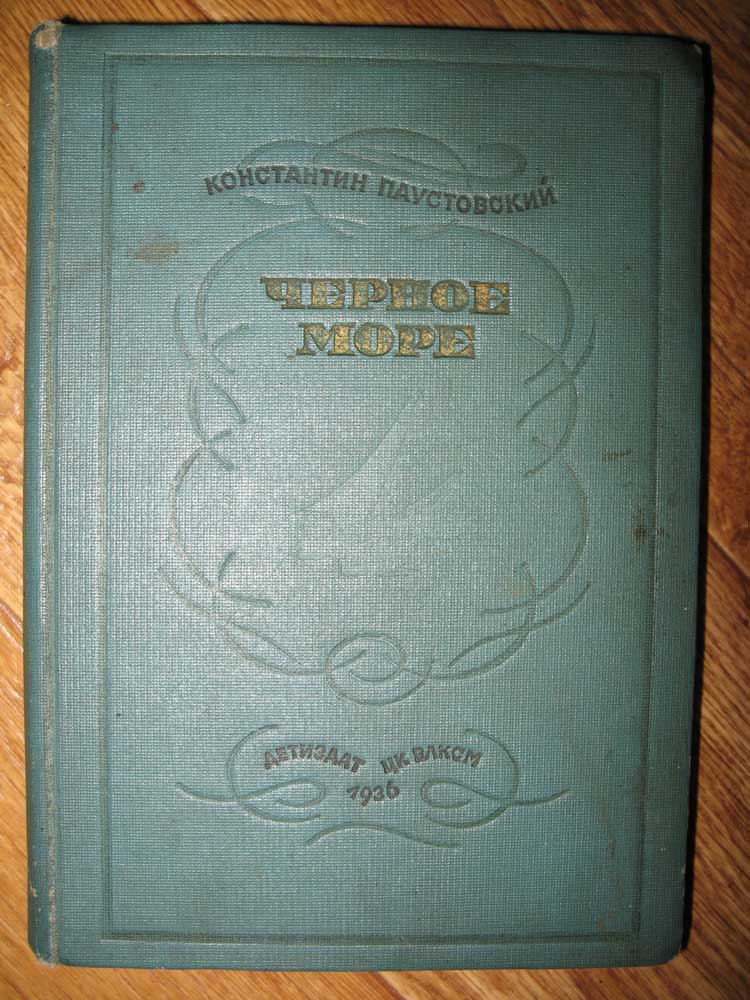 КОНСТАНТИН ПАУСТОВСКИЙ
ЧЕРНОЕ
МОРЕ
ДЕТИЗДАТ ЦК ВЛКСМ
1936